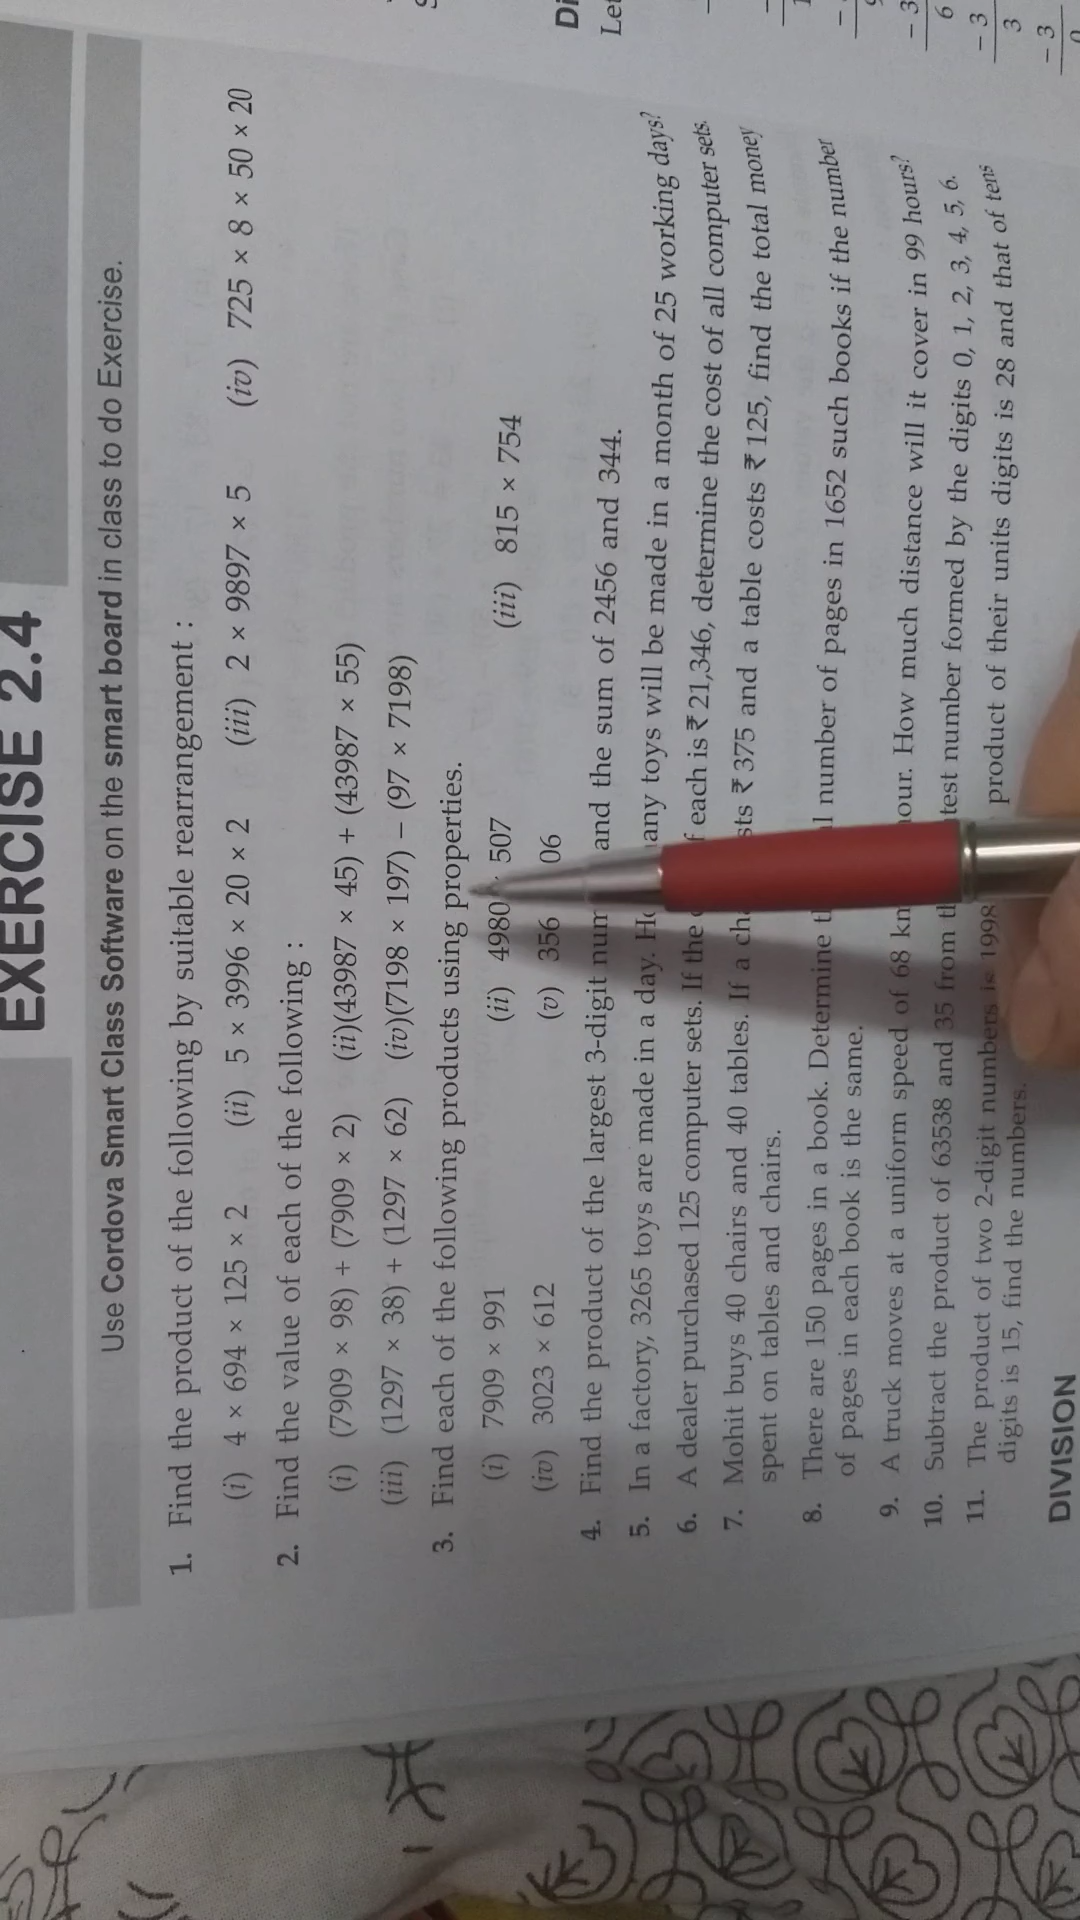 EXERCISE 2.4
Use Cordova Smart Class Software on the smart board in class to do Exercise.
1. Find the product of the following by suitable rearrangement :
(i) 4 × 694 × 125 × 2 (ii) 5 × 3996 × 20 × 2 (iii) 2 × 9897 × 5 (iv) 725 × 8 × 50 × 20
2. Find the value of each of the following :
(i) (7909 × 98) + (7909 × 2) (ii)(43987 × 45) + (43987 × 55)
(iii) (1297 × 38) + (1297 × 62) (iv)(7198 × 197) – (97 × 7198)
3. Find each of the following products using properties.
(i) 7909 × 991 (ii) 4980 507 (iii) 815 × 754
(iv) 3023 × 612 (v) 356 06
4. Find the product of the largest 3-digit and the sum of 2456 and 344.
5. In a factory, 3265 toys are made in a day. any toys will be made in a month of 25 working days?
6. A dealer purchased 125 computer sets. If the each is ₹ 21,346, determine the cost of all computer sets.
7. Mohit buys 40 chairs and 40 tables. If a sts ₹ 375 and a table costs ₹ 125, find the total money
spent on tables and chairs.
8. There are 150 pages in a book. Determine number of pages in 1652 such books if the number
of pages in each book is the same.
9. A truck moves at a uniform speed of 68 km our. How much distance will it cover in 99 hours?
10. Subtract the product of 63538 and 35 from test number formed by the digits 0, 1, 2, 3, 4, 5, 6.
11. The product of two 2-digit numbers is 1998 product of their units digits is 28 and that of tens
digits is 15, find the numbers.
DIVISION
Di
Let
– 3
6
– 3
3
– 3